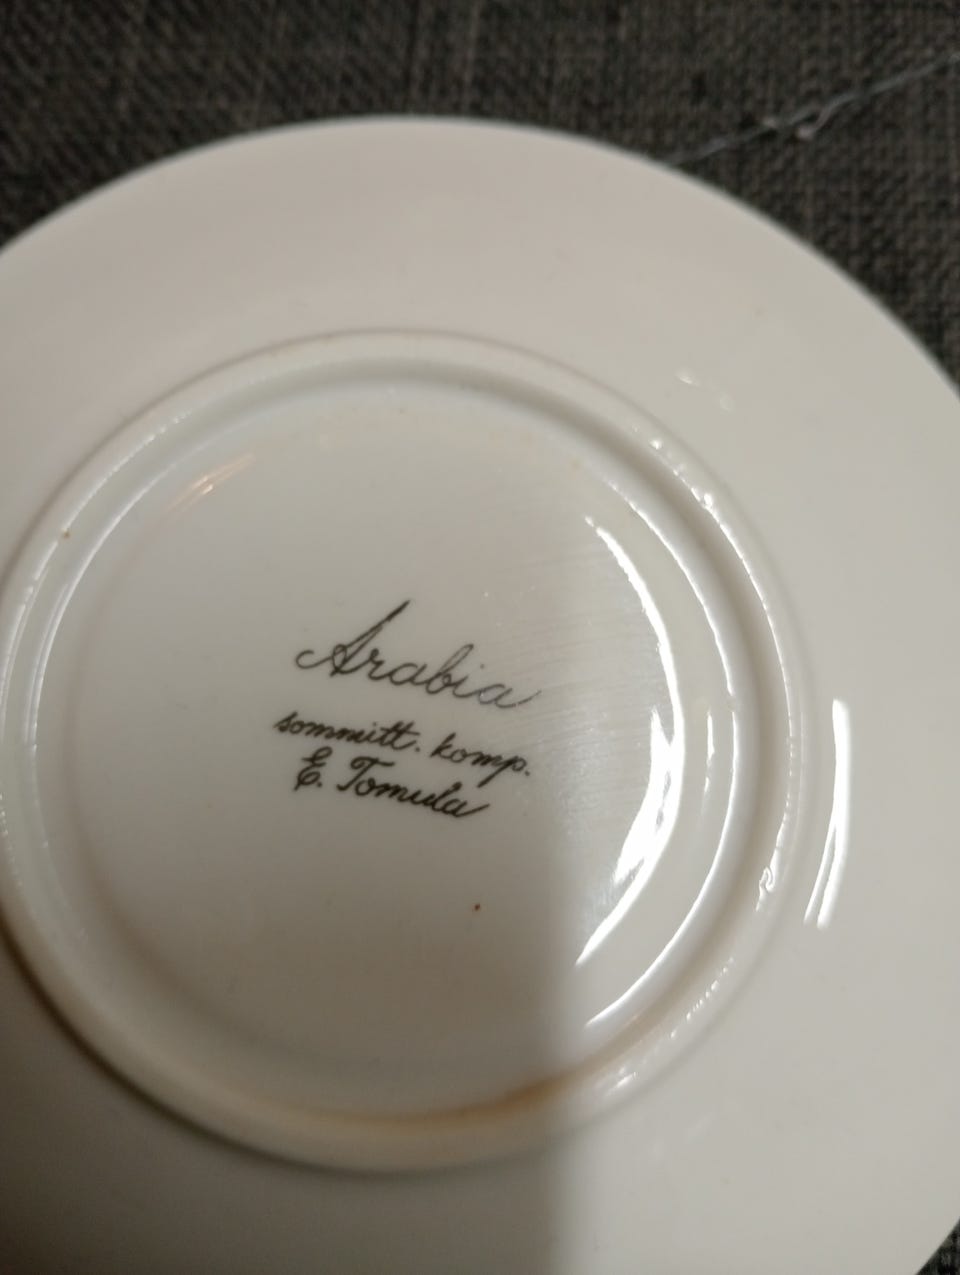 Arabia
sommitt. komp.
E. Tomula